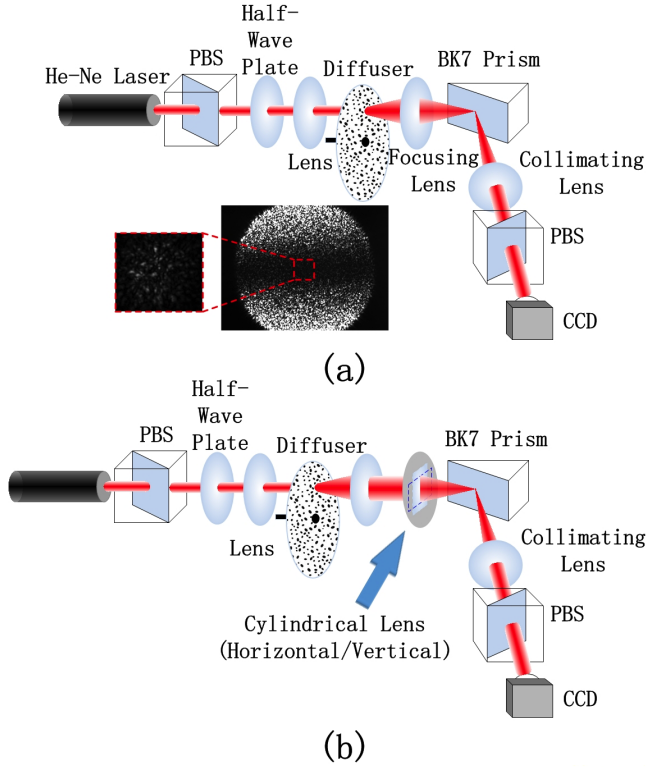 Half-
Wave
Plate
PBS
He-Ne Laser
Diffuser
BK7 Prism
Lens
Focusing
Lens
Collimating
Lens
PBS
CCD
(a)
Half-
Wave
Plate
PBS
Diffuser
BK7 Prism
Lens
Collimating
Lens
PBS
Cylindrical Lens
(Horizontal/Vertical)
CCD
(b)